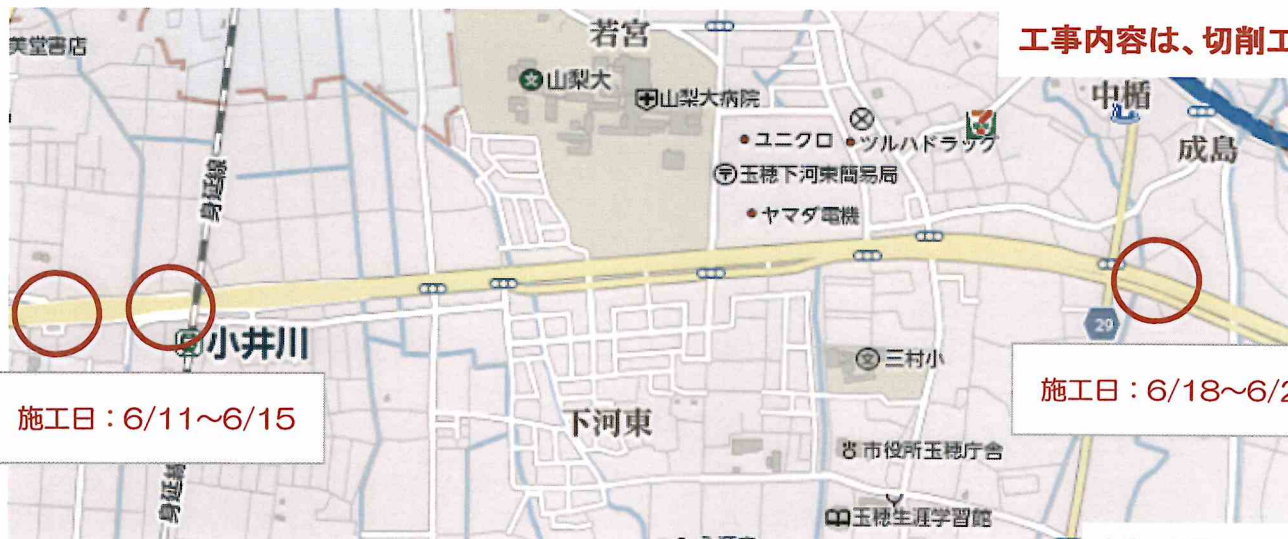 美堂書店
若宮
工事内容は、切削工
山梨大
山梨大病院
中楯
ユニクロ
ツルハドラッグ
成島
玉穂下河東簡易局
身延線
ヤマダ電機
小井川
29
三村小
施工日：6/11～6/15
施工日：6/18～6/2
下河東
市役所玉穂庁舎
身延線
玉穂生涯学習館